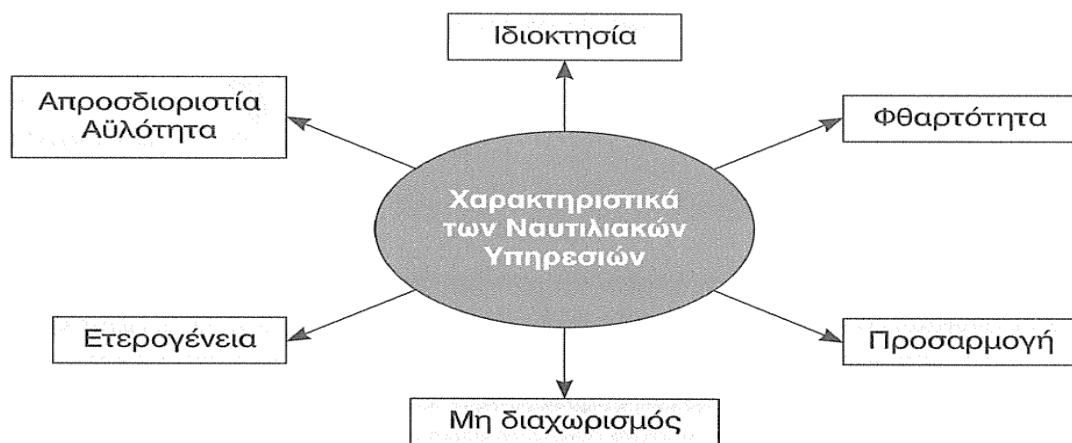 Ιδιοκτησία
Απροσδιοριστία
Αϋλότητα
Φθαρτότητα
Χαρακτηριστικά
των Ναυτιλιακών
Υπηρεσιών
Ετερογένεια
Προσαρμογή
Μη διαχωρισμός